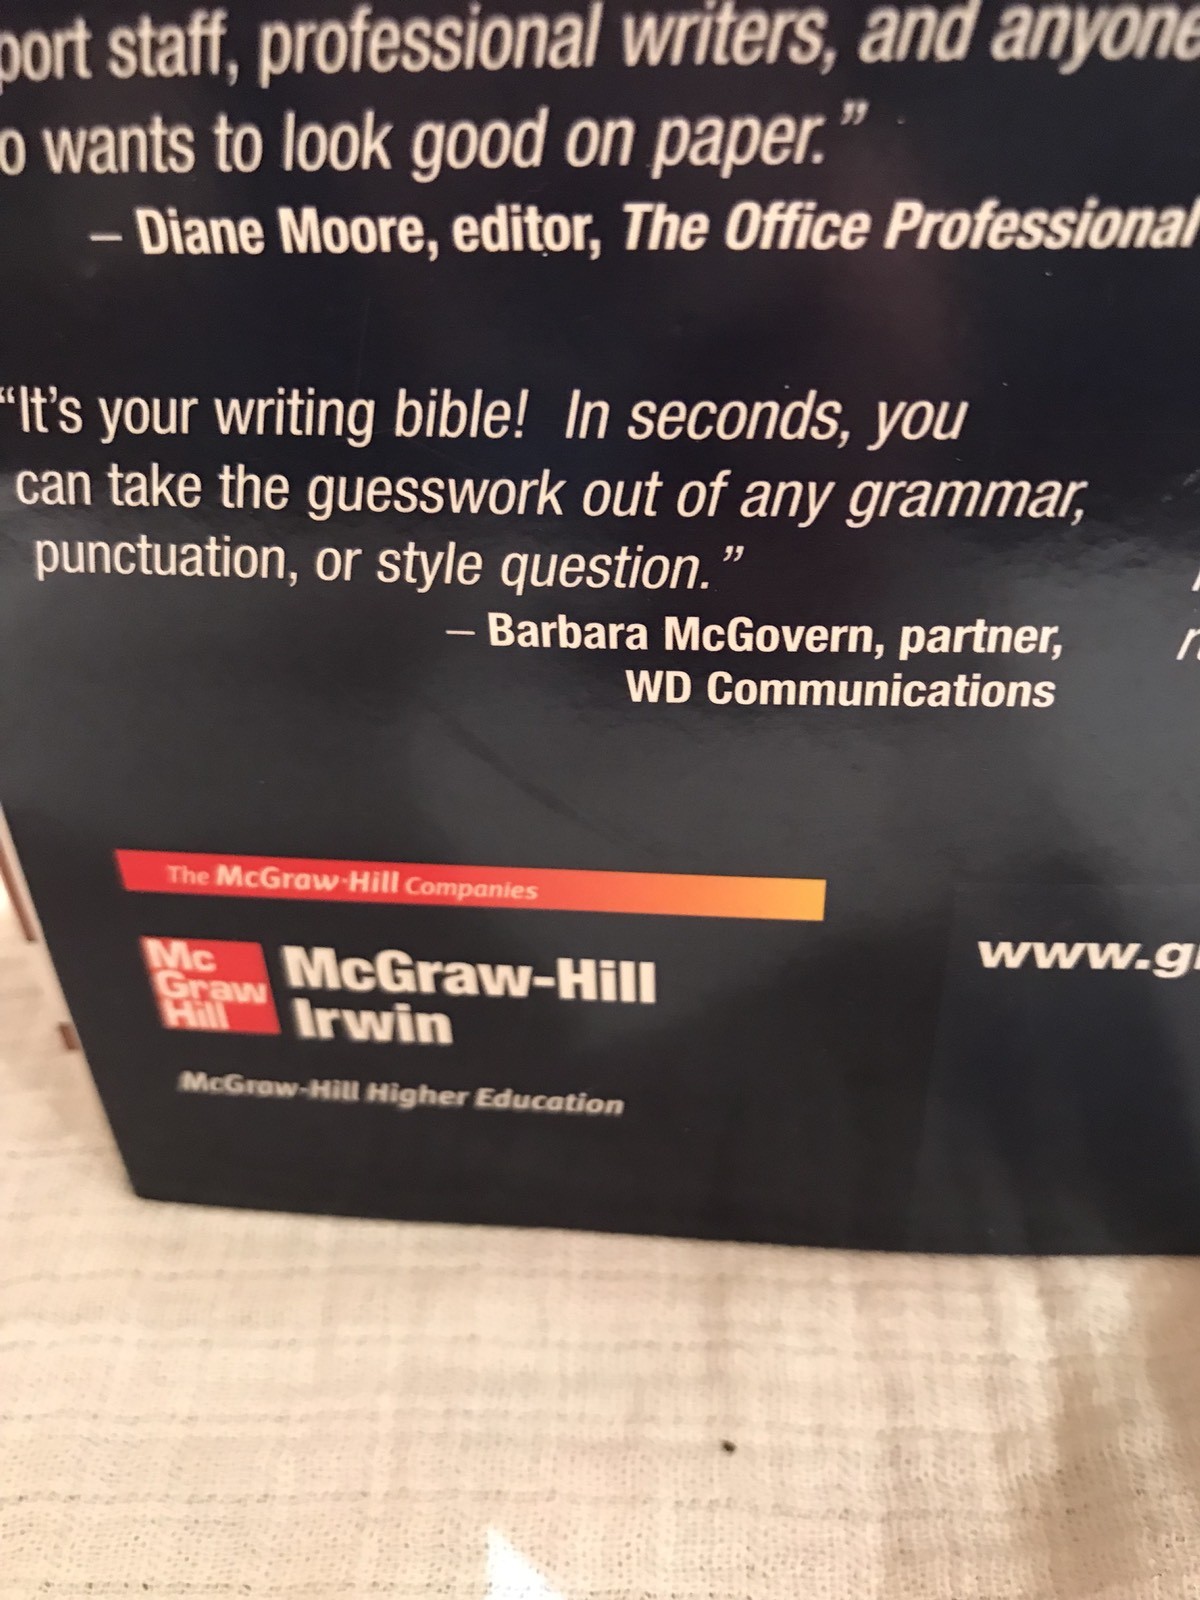 port staff, professional writers, and anyone
o wants to look good on paper.”
– Diane Moore, editor, The Office Professional
“It’s your writing bible! In seconds, you
can take the guesswork out of any grammar,
punctuation, or style question.”
– Barbara McGovern, partner,
WD Communications
The McGraw·Hill Companies
www.g
Mc
Graw
Hill
McGraw-Hill
Irwin
McGraw-Hill Higher Education